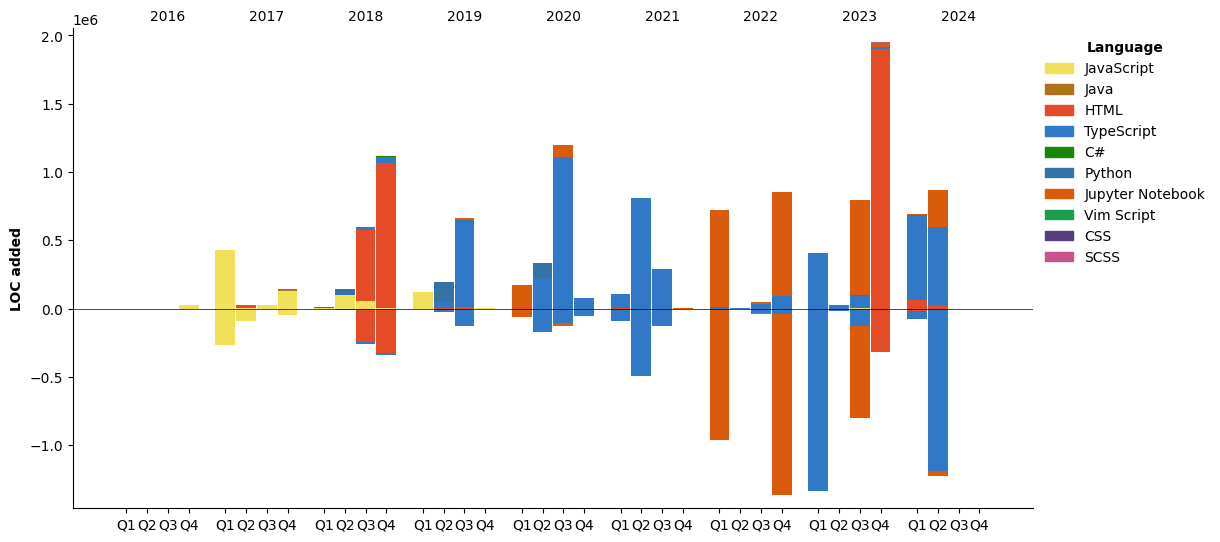 1e6
2016 2017 2018 2019 2020 2021 2022 2023 2024
2.0
1.5
1.0
0.5
0.0
−0.5
−1.0
LOC added
Q1 Q2 Q3 Q4 Q1 Q2 Q3 Q4 Q1 Q2 Q3 Q4 Q1 Q2 Q3 Q4 Q1 Q2 Q3 Q4 Q1 Q2 Q3 Q4 Q1 Q2 Q3 Q4 Q1 Q2 Q3 Q4 Q1 Q2 Q3 Q4
Language
JavaScript
Java
HTML
TypeScript
C#
Python
Jupyter Notebook
Vim Script
CSS
SCSS